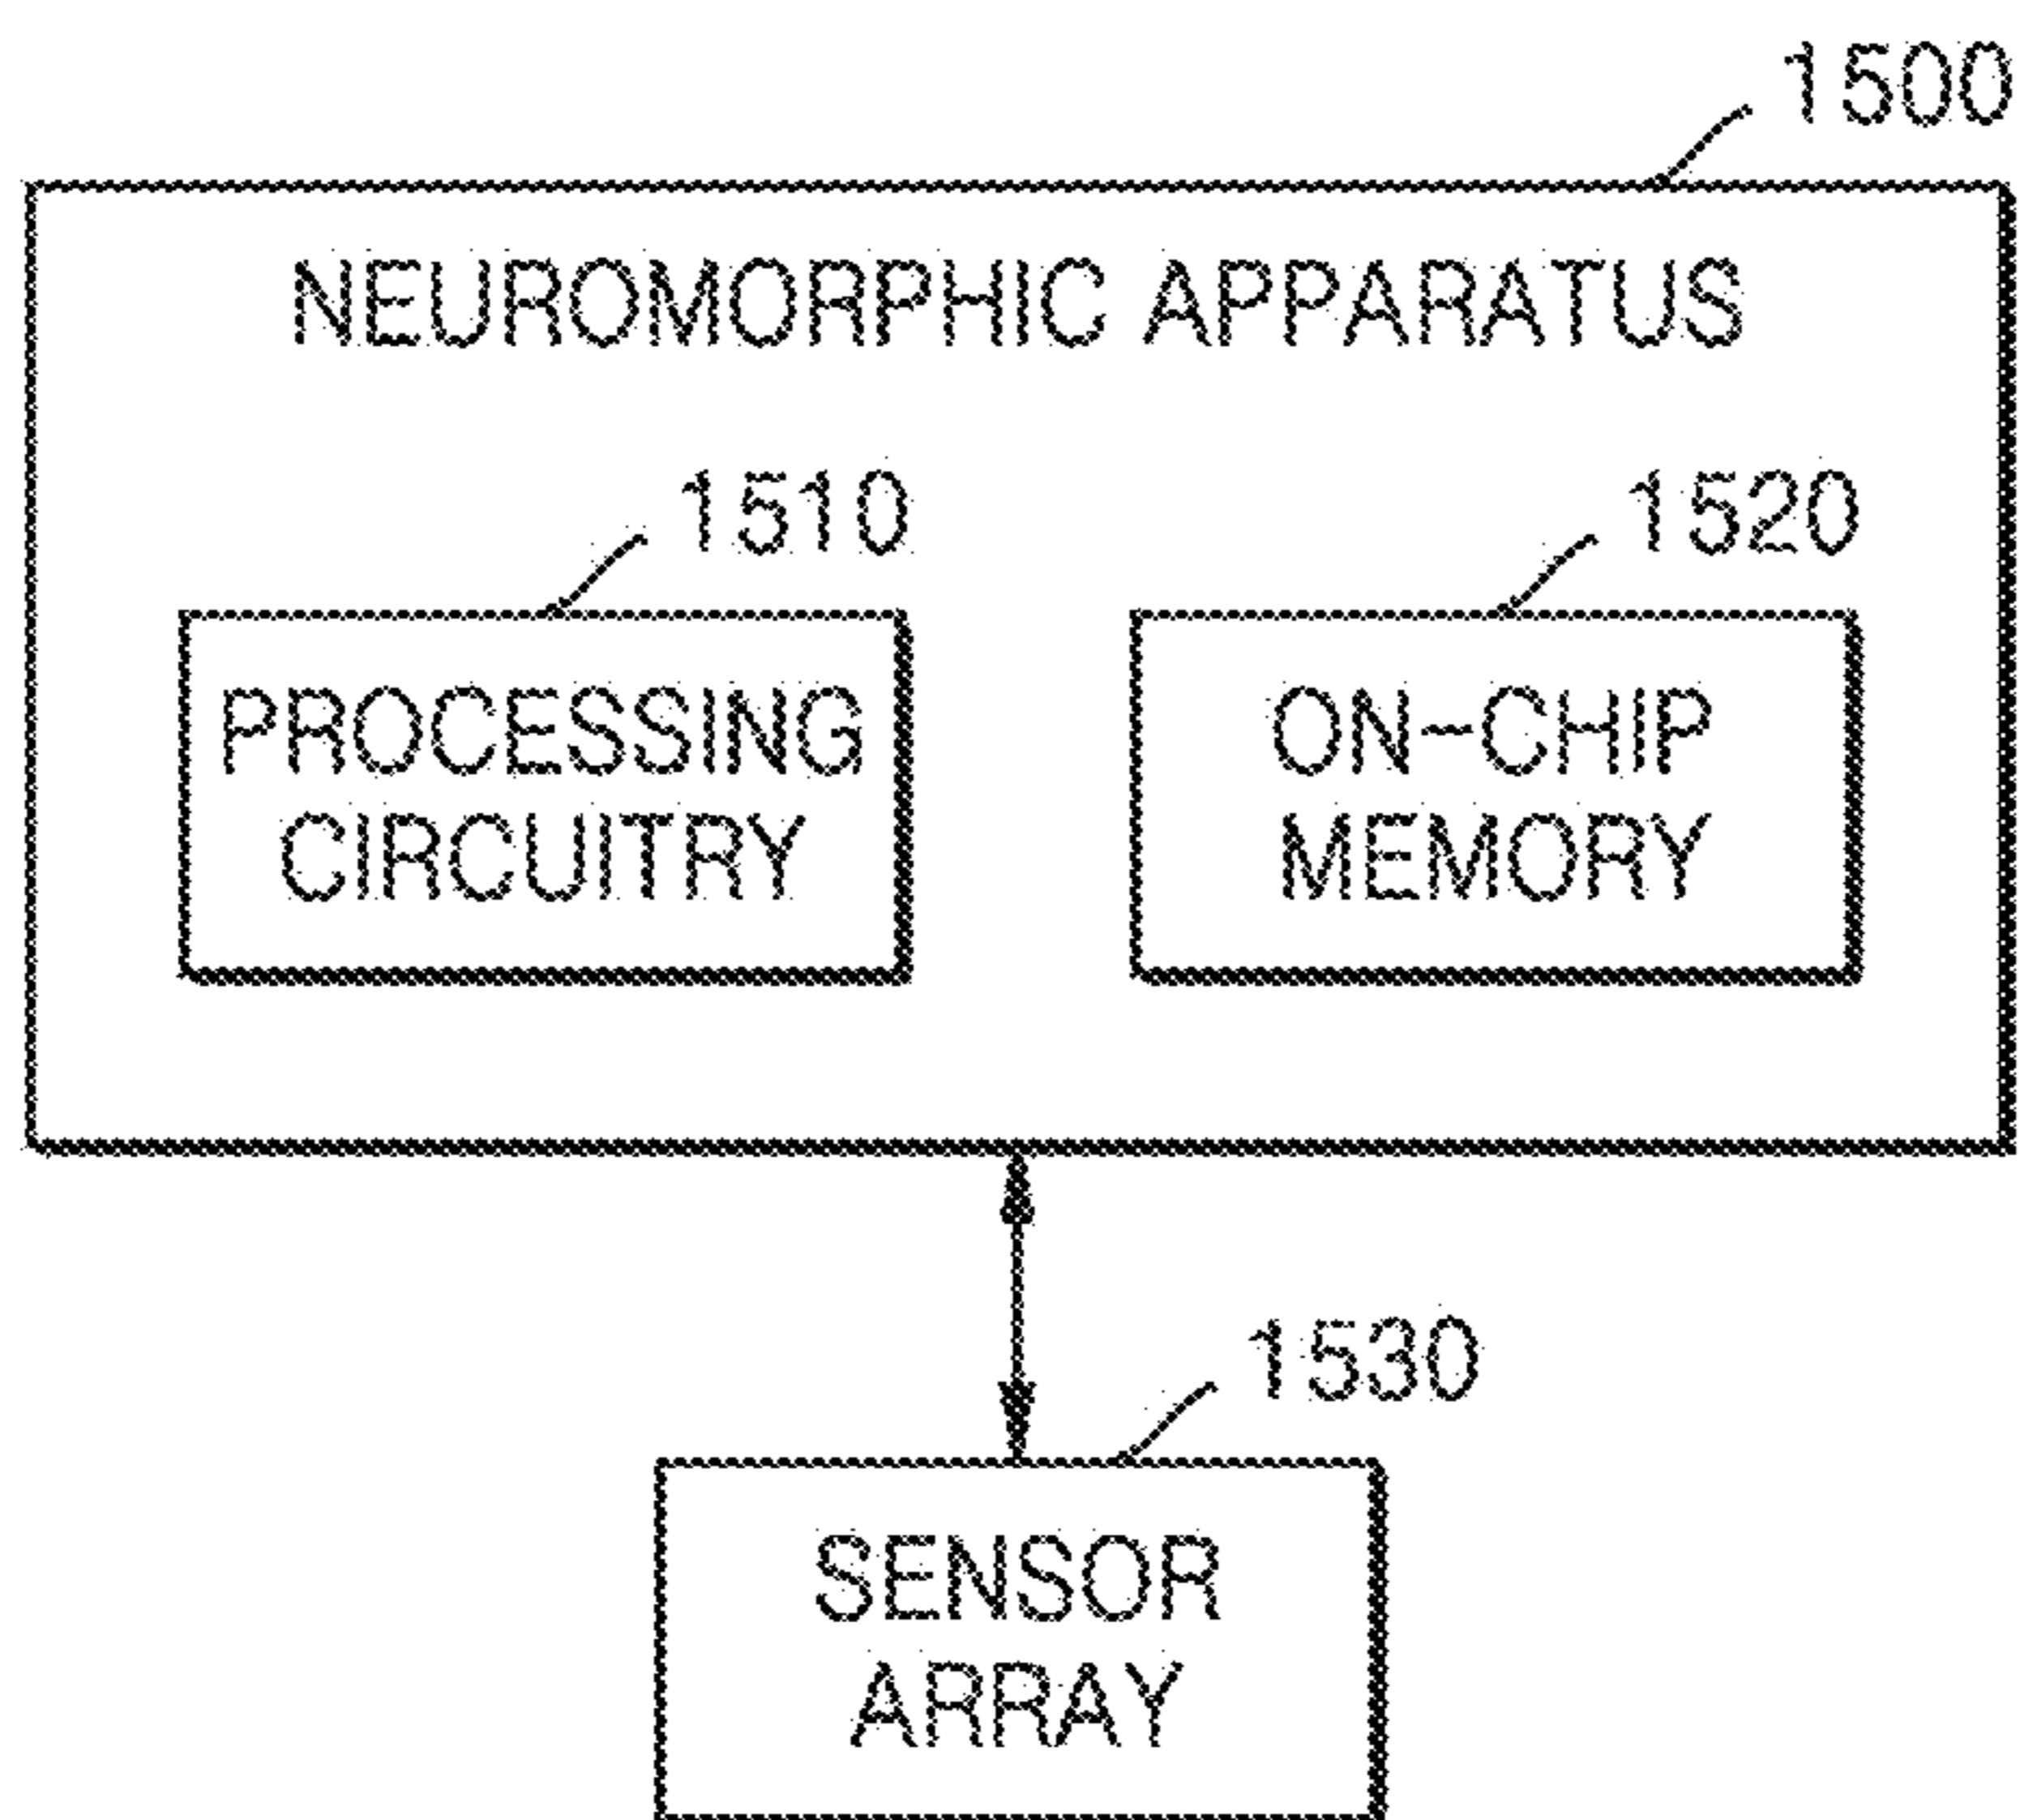 1500
NEUROMORPHIC APPARATUS
1510
1520
PROCESSING
CIRCUITRY
ON-CHIP
MEMORY
1530
SENSOR
ARRAY